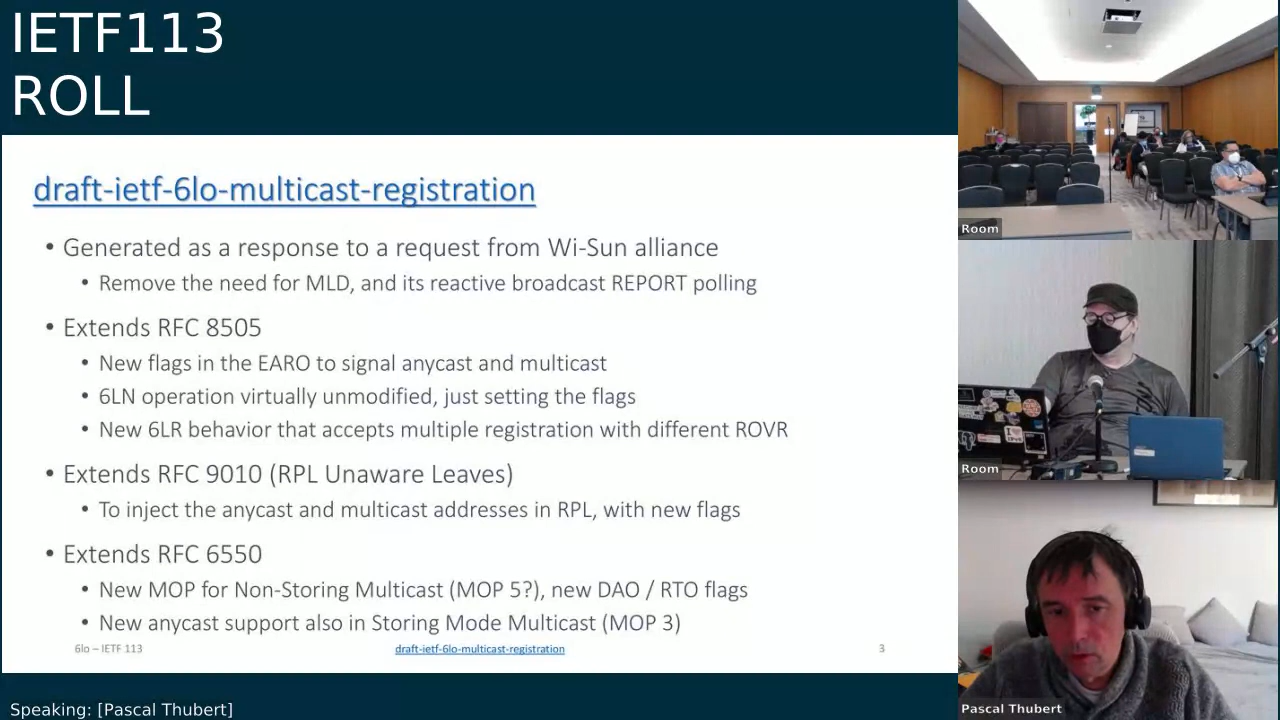 IETF113
ROLL
draft-ietf-6lo-multicast-registration
• Generated as a response to a request from Wi-Sun alliance
• Remove the need for MLD, and its reactive broadcast REPORT polling
• Extends RFC 8505
• New flags in the EARO to signal anycast and multicast
• 6LN operation virtually unmodified, just setting the flags
• New 6LR behavior that accepts multiple registration with different ROVR
• Extends RFC 9010 (RPL Unaware Leaves)
• To inject the anycast and multicast addresses in RPL, with new flags
• Extends RFC 6550
• New MOP for Non-Storing Multicast (MOP 5?), new DAO / RTO flags
• New anycast support also in Storing Mode Multicast (MOP 3)
6lo – IETF 113
draft-ietf-6lo-multicast-registration
3
Speaking: [Pascal Thubert]
Room
Room
Pascal Thubert